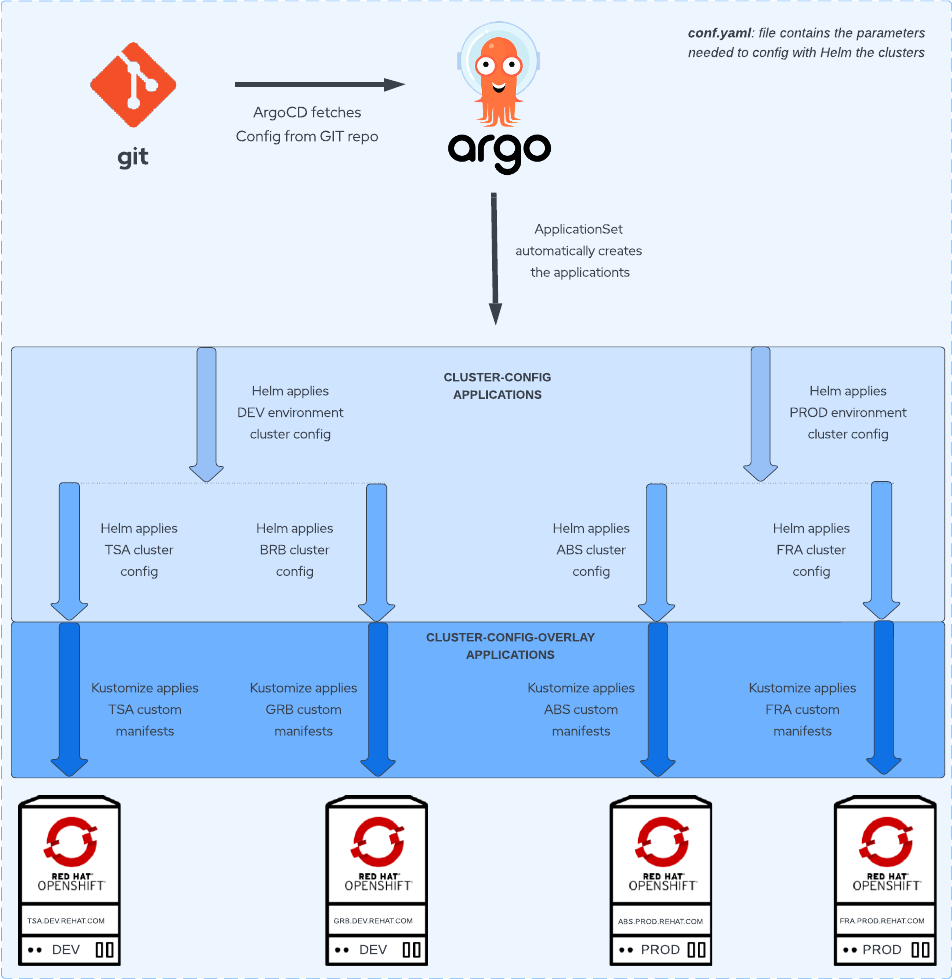 conf.yaml: file contains the parameters
needed to config with Helm the clusters
git
ArgoCD fetches
Config from GIT repo
argo
ApplicationSet
automatically creates
the applicationts
CLUSTER-CONFIG
APPLICATIONS
Helm applies
DEV environment
cluster config
Helm applies
PROD environment
cluster config
Helm applies
TSA cluster
config
Helm applies
BRB cluster
config
Helm applies
ABS cluster
config
Helm applies
FRA cluster
config
CLUSTER-CONFIG-OVERLAY
APPLICATIONS
Kustomize applies
TSA custom
manifests
Kustomize applies
GRB custom
manifests
Kustomize applies
ABS custom
manifests
Kustomize applies
FRA custom
manifests
RED HAT
OPENSHIFT
TSA.DEV.REHAT.COM
DEV
RED HAT
OPENSHIFT
GRB.DEV.REHAT.COM
DEV
RED HAT
OPENSHIFT
ABS.PROD.REHAT.COM
PROD
RED HAT
OPENSHIFT
FRA.PROD.REHAT.COM
PROD